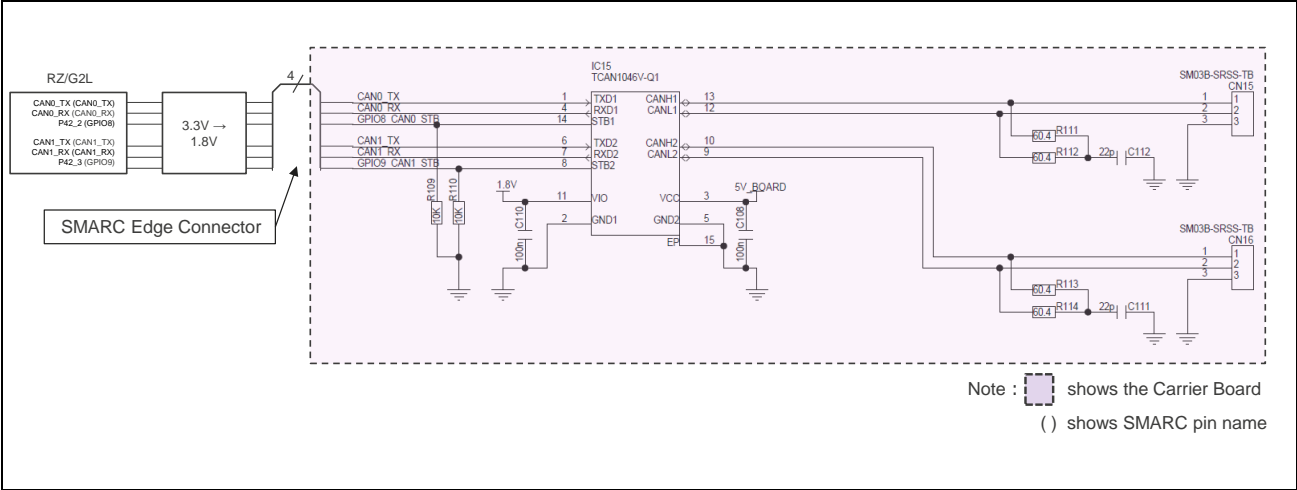 RZ/G2L
CAN0_TX (CAN0_TX)
CAN0_RX (CAN0_RX)
P42_2 (GPIO8)
CAN1_TX (CAN1_TX)
CAN1_RX (CAN1_RX)
P42_3 (GPIO9)
3.3V →
1.8V
4
SMARC Edge Connector
CAN0_TX
CAN0_RX
GPIO8_CAN0_STB
CAN1_TX
CAN1_RX
GPIO9_CAN1_STB
R109
10K
R110
10K
IC15
TCAN1046V-Q1
1 TXD1 CANH1 13
4 RXD1 CANL1 12
14 STB1
6 TXD2 CANH2 10
7 RXD2 CANL2 9
8 STB2
1.8V
5V_BOARD
11 VIO VCC 3
2 GND1 GND2 5
EP 15
C110
100n
C108
100n
SM03B-SRSS-TB
CN15
1 1
2 2
3 3
60.4 R111
60.4 R112 22p C112
SM03B-SRSS-TB
CN16
1 1
2 2
3 3
60.4 R113
60.4 R114 22p C111
Note : shows the Carrier Board
( ) shows SMARC pin name